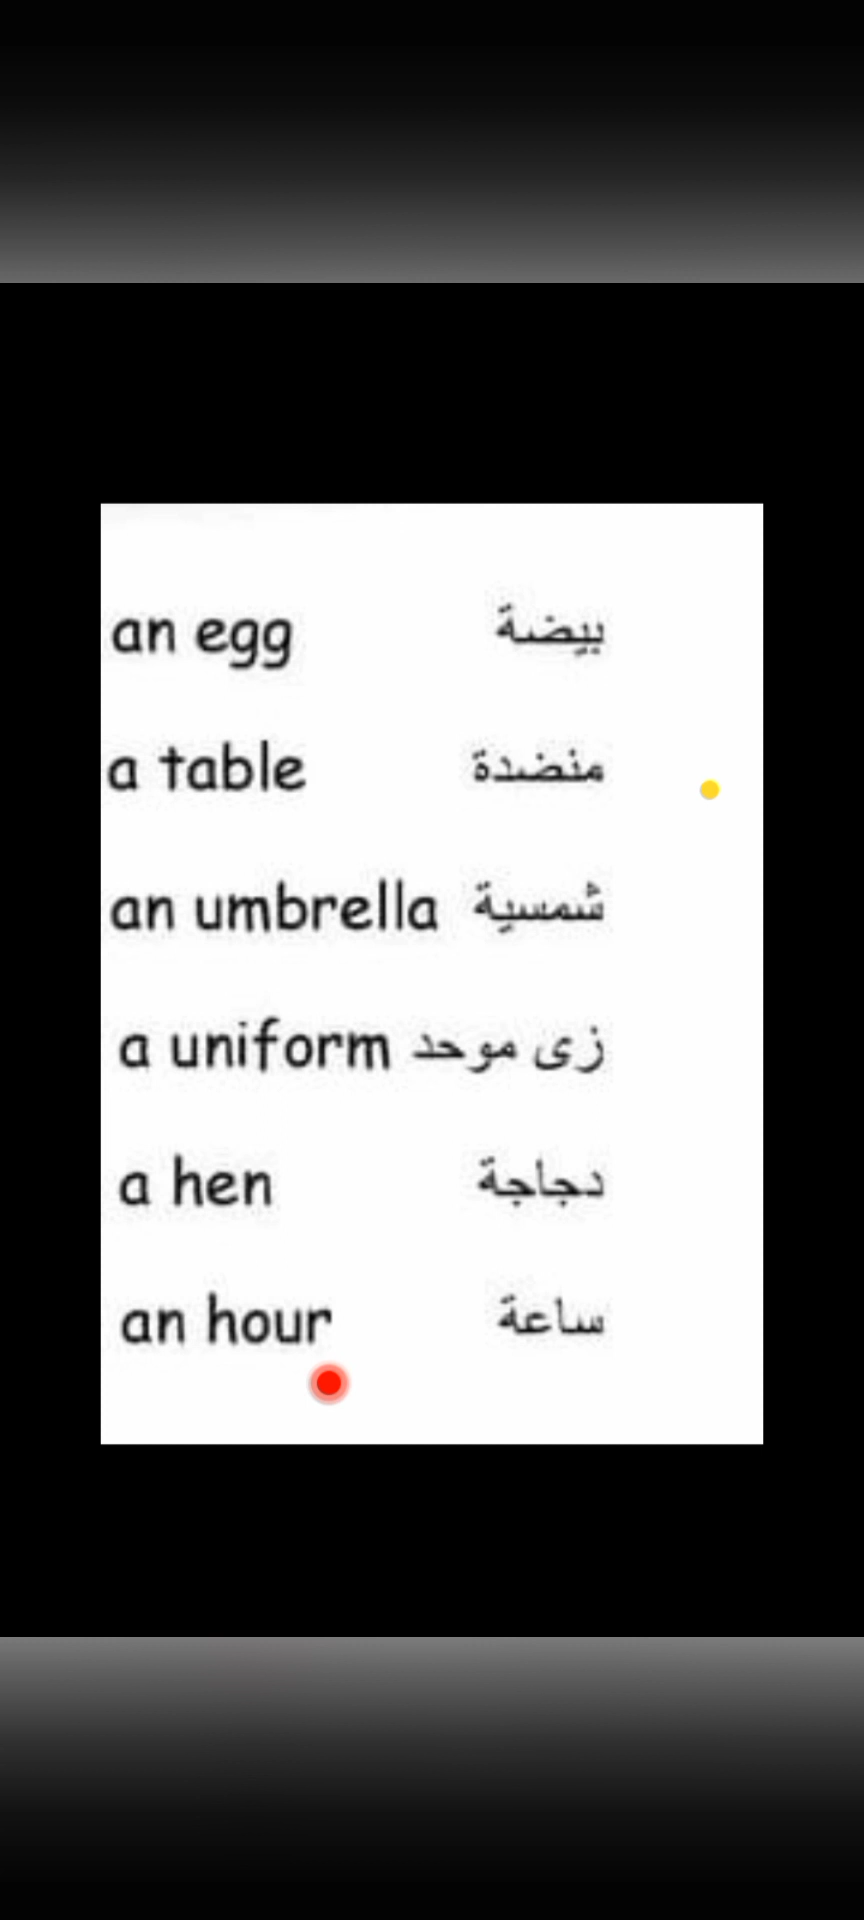 an egg بيضة
a table منضدة
an umbrella شمسية
a uniform زى موحد
a hen دجاجة
an hour ساعة